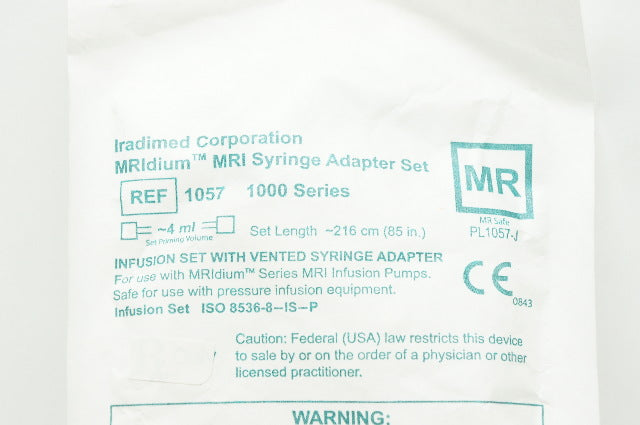 Iradimed Corporation
MRIdium™ MRI Syringe Adapter Set
REF 1057 1000 Series
MR
MR Safe
PL1057-J
~4 ml
Set Priming Volume
Set Length ~216 cm (85 in.)
INFUSION SET WITH VENTED SYRINGE ADAPTER
For use with MRIdium™ Series MRI Infusion Pumps.
Safe for use with pressure infusion equipment.
Infusion Set ISO 8536-8-IS-P
CE 0843
Caution: Federal (USA) law restricts this device
to sale by or on the order of a physician or other
licensed practitioner.
WARNING: